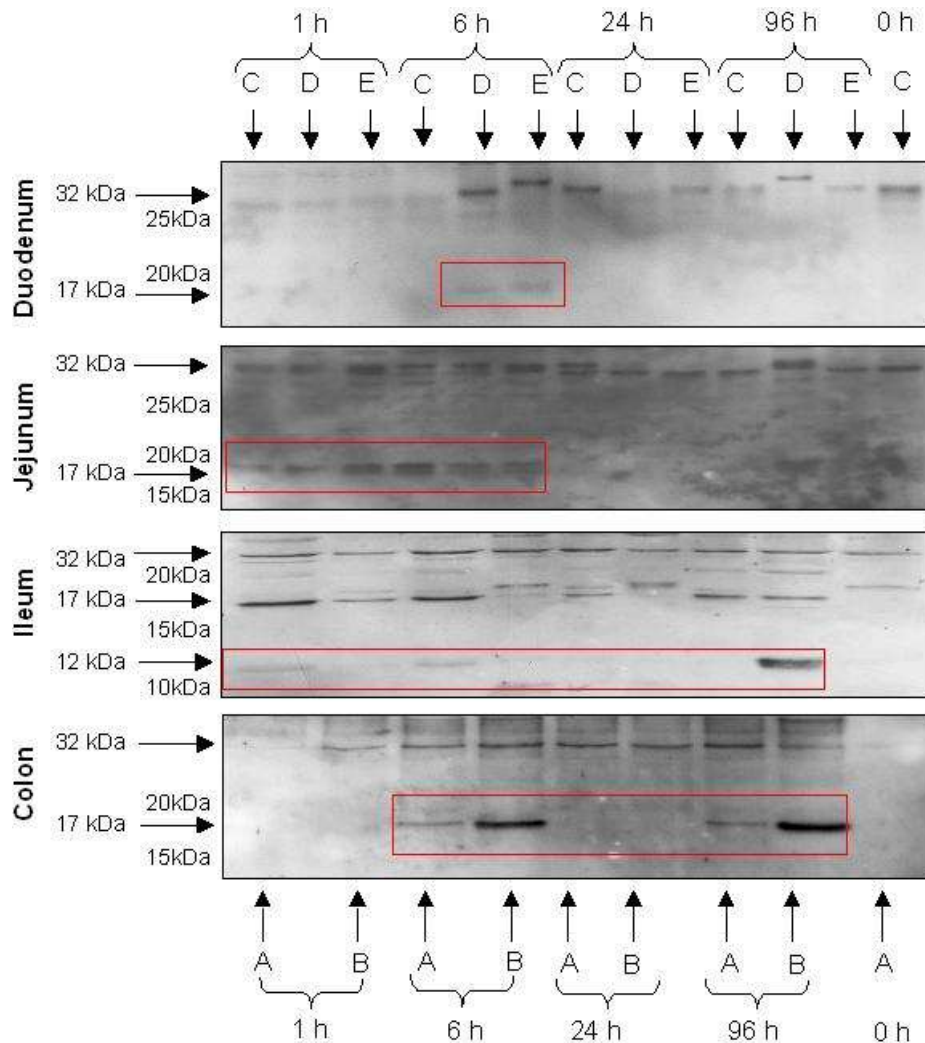 1 h 6 h 24 h 96 h 0 h
C D E C D E C D E C D E C
Duodenum
32 kDa
25kDa
20kDa
17 kDa
Jejunum
32 kDa
25kDa
20kDa
17 kDa
15kDa
Ileum
32 kDa
20kDa
17 kDa
15kDa
12 kDa
10kDa
Colon
32 kDa
20kDa
17 kDa
15kDa
A B A B A B A B A
1 h 6 h 24 h 96 h 0 h